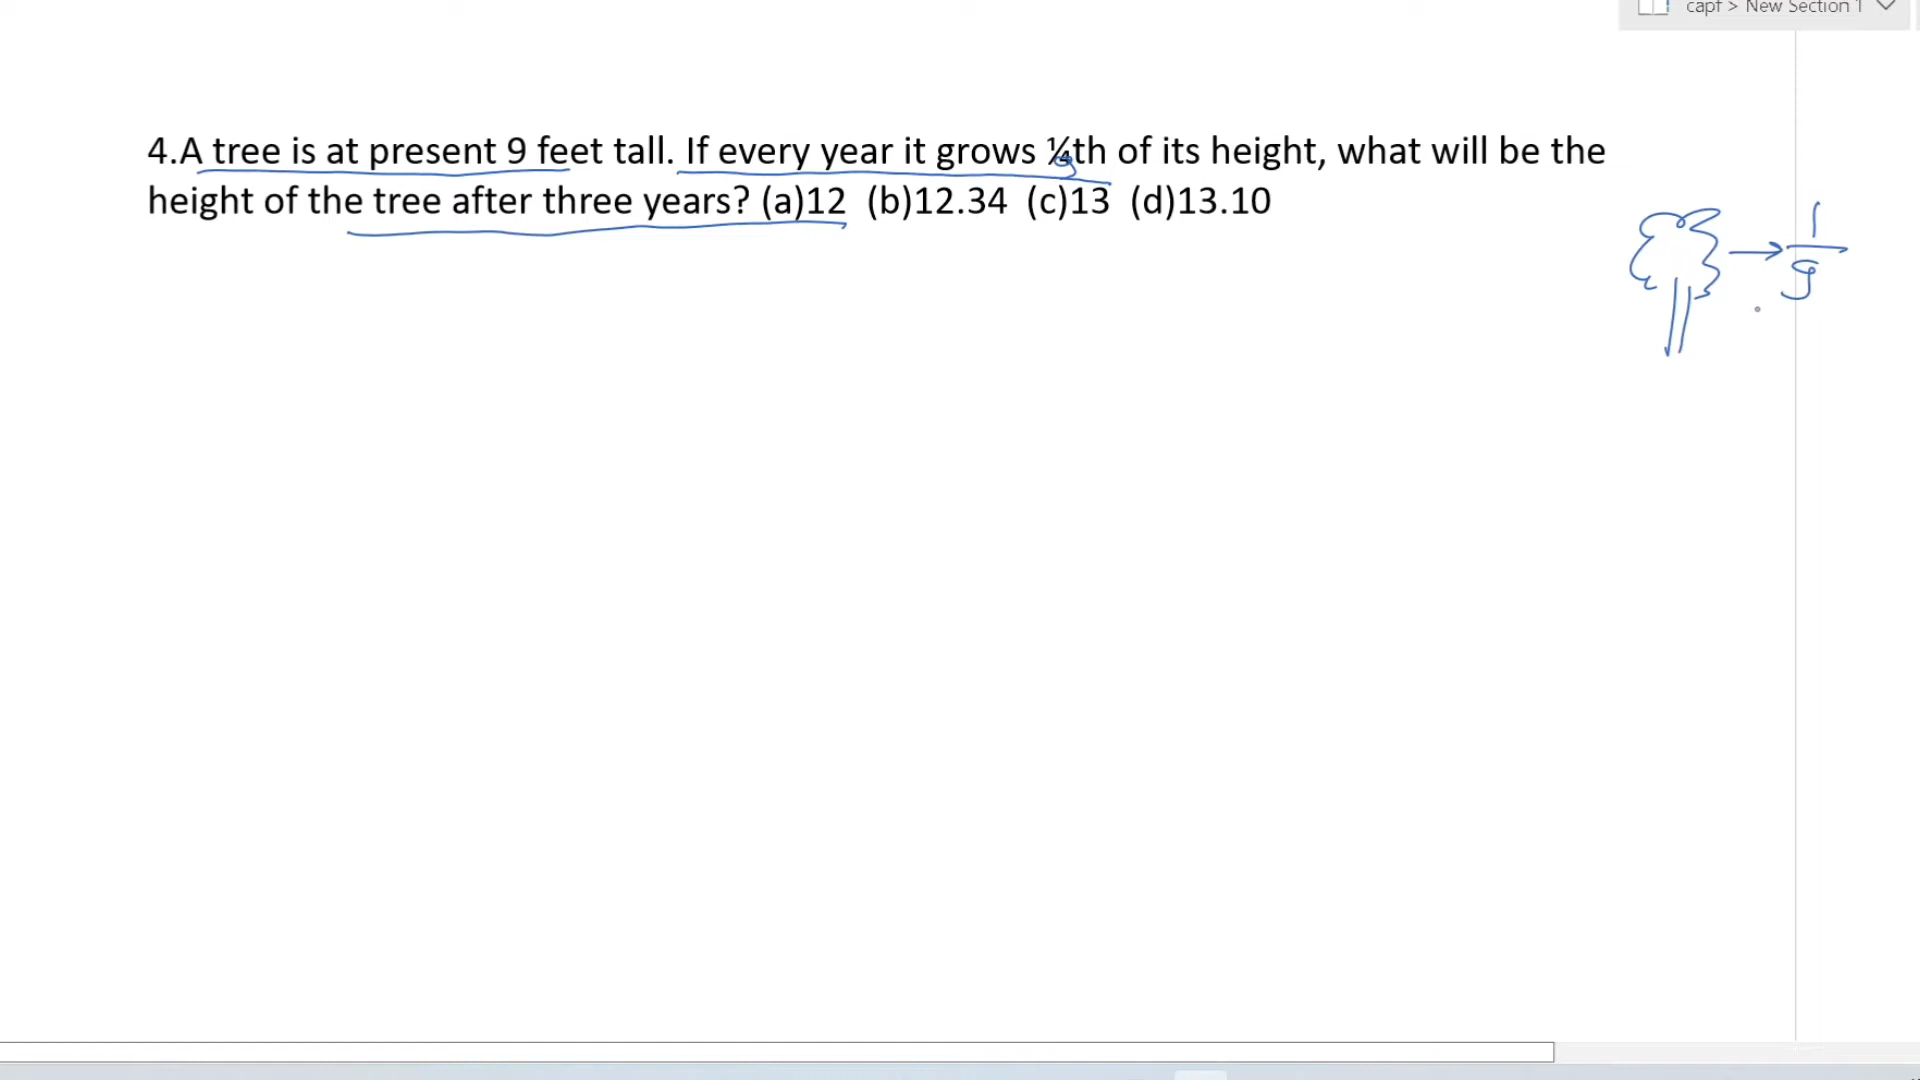 capf > New Section 1
4.A tree is at present 9 feet tall. If every year it grows ⅑th of its height, what will be the
height of the tree after three years? (a)12 (b)12.34 (c)13 (d)13.10
1
9